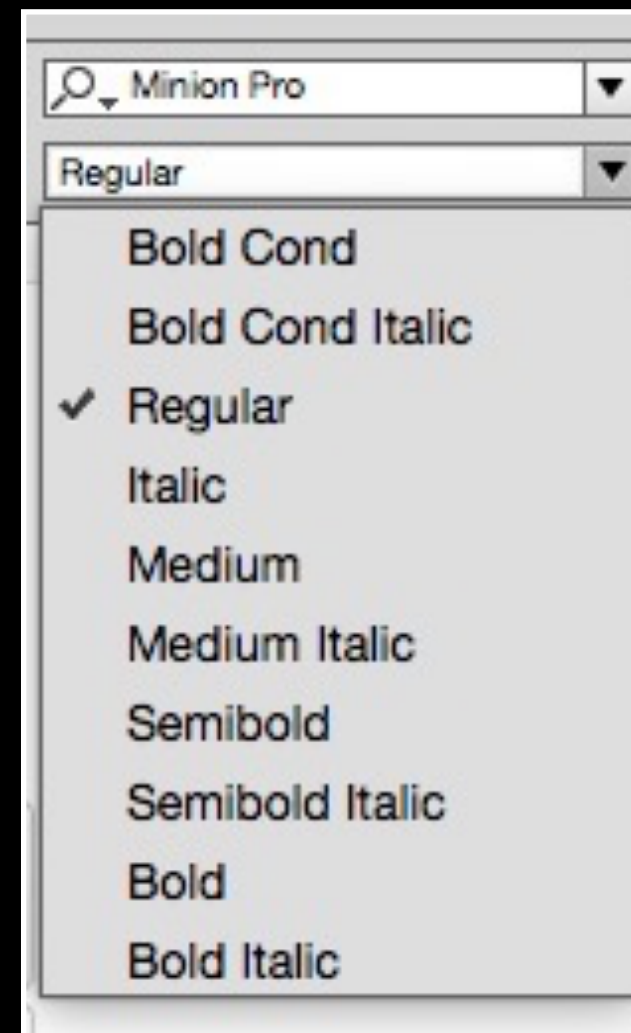 Minion Pro
Regular
Bold Cond
Bold Cond Italic
Regular
Italic
Medium
Medium Italic
Semibold
Semibold Italic
Bold
Bold Italic